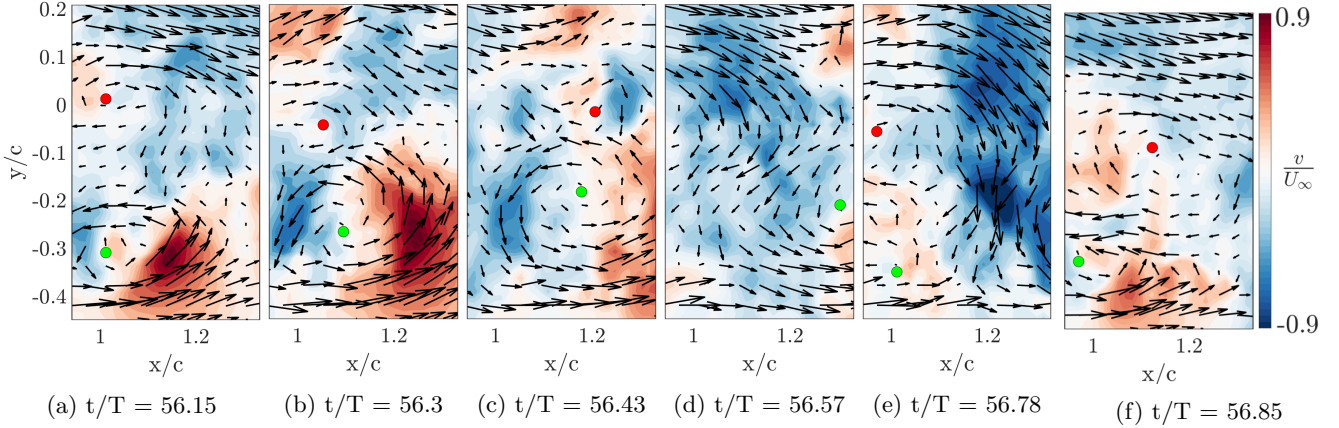 0.2
0.1
0
-0.1
-0.2
-0.3
-0.4
y/c
1 1.2
x/c
1 1.2
x/c
1 1.2
x/c
1 1.2
x/c
1 1.2
x/c
1 1.2
x/c
0.9
v
U∞
-0.9
(a) t/T = 56.15
(b) t/T = 56.3
(c) t/T = 56.43
(d) t/T = 56.57
(e) t/T = 56.78
(f) t/T = 56.85